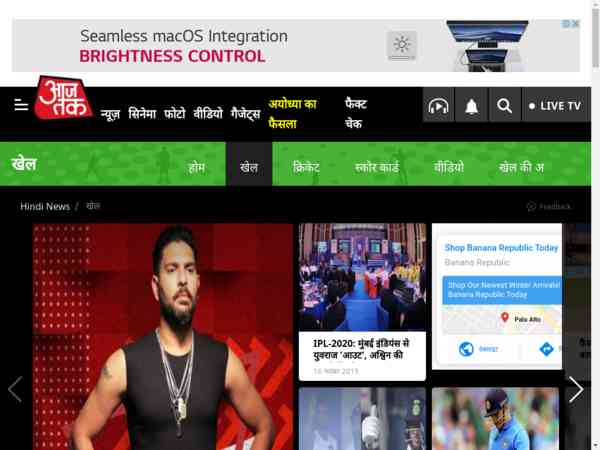 Seamless macOS Integration
BRIGHTNESS CONTROL
आज तक
न्यूज़ सिनेमा फोटो वीडियो गैजेट्स अयोध्या का फैसला फैक्ट चेक
LIVE TV
खेल
होम खेल क्रिकेट स्कोर कार्ड वीडियो खेल की अ
Hindi News / खेल
Feedback
IPL-2020: मुंबई इंडियंस से
युवराज 'आउट', अश्विन की
16 नवंबर 2019
Shop Banana Republic Today
Banana Republic
Shop Our Newest Winter Arrivals!
Banana Republic Today
Palo Alto
वेबसाइट